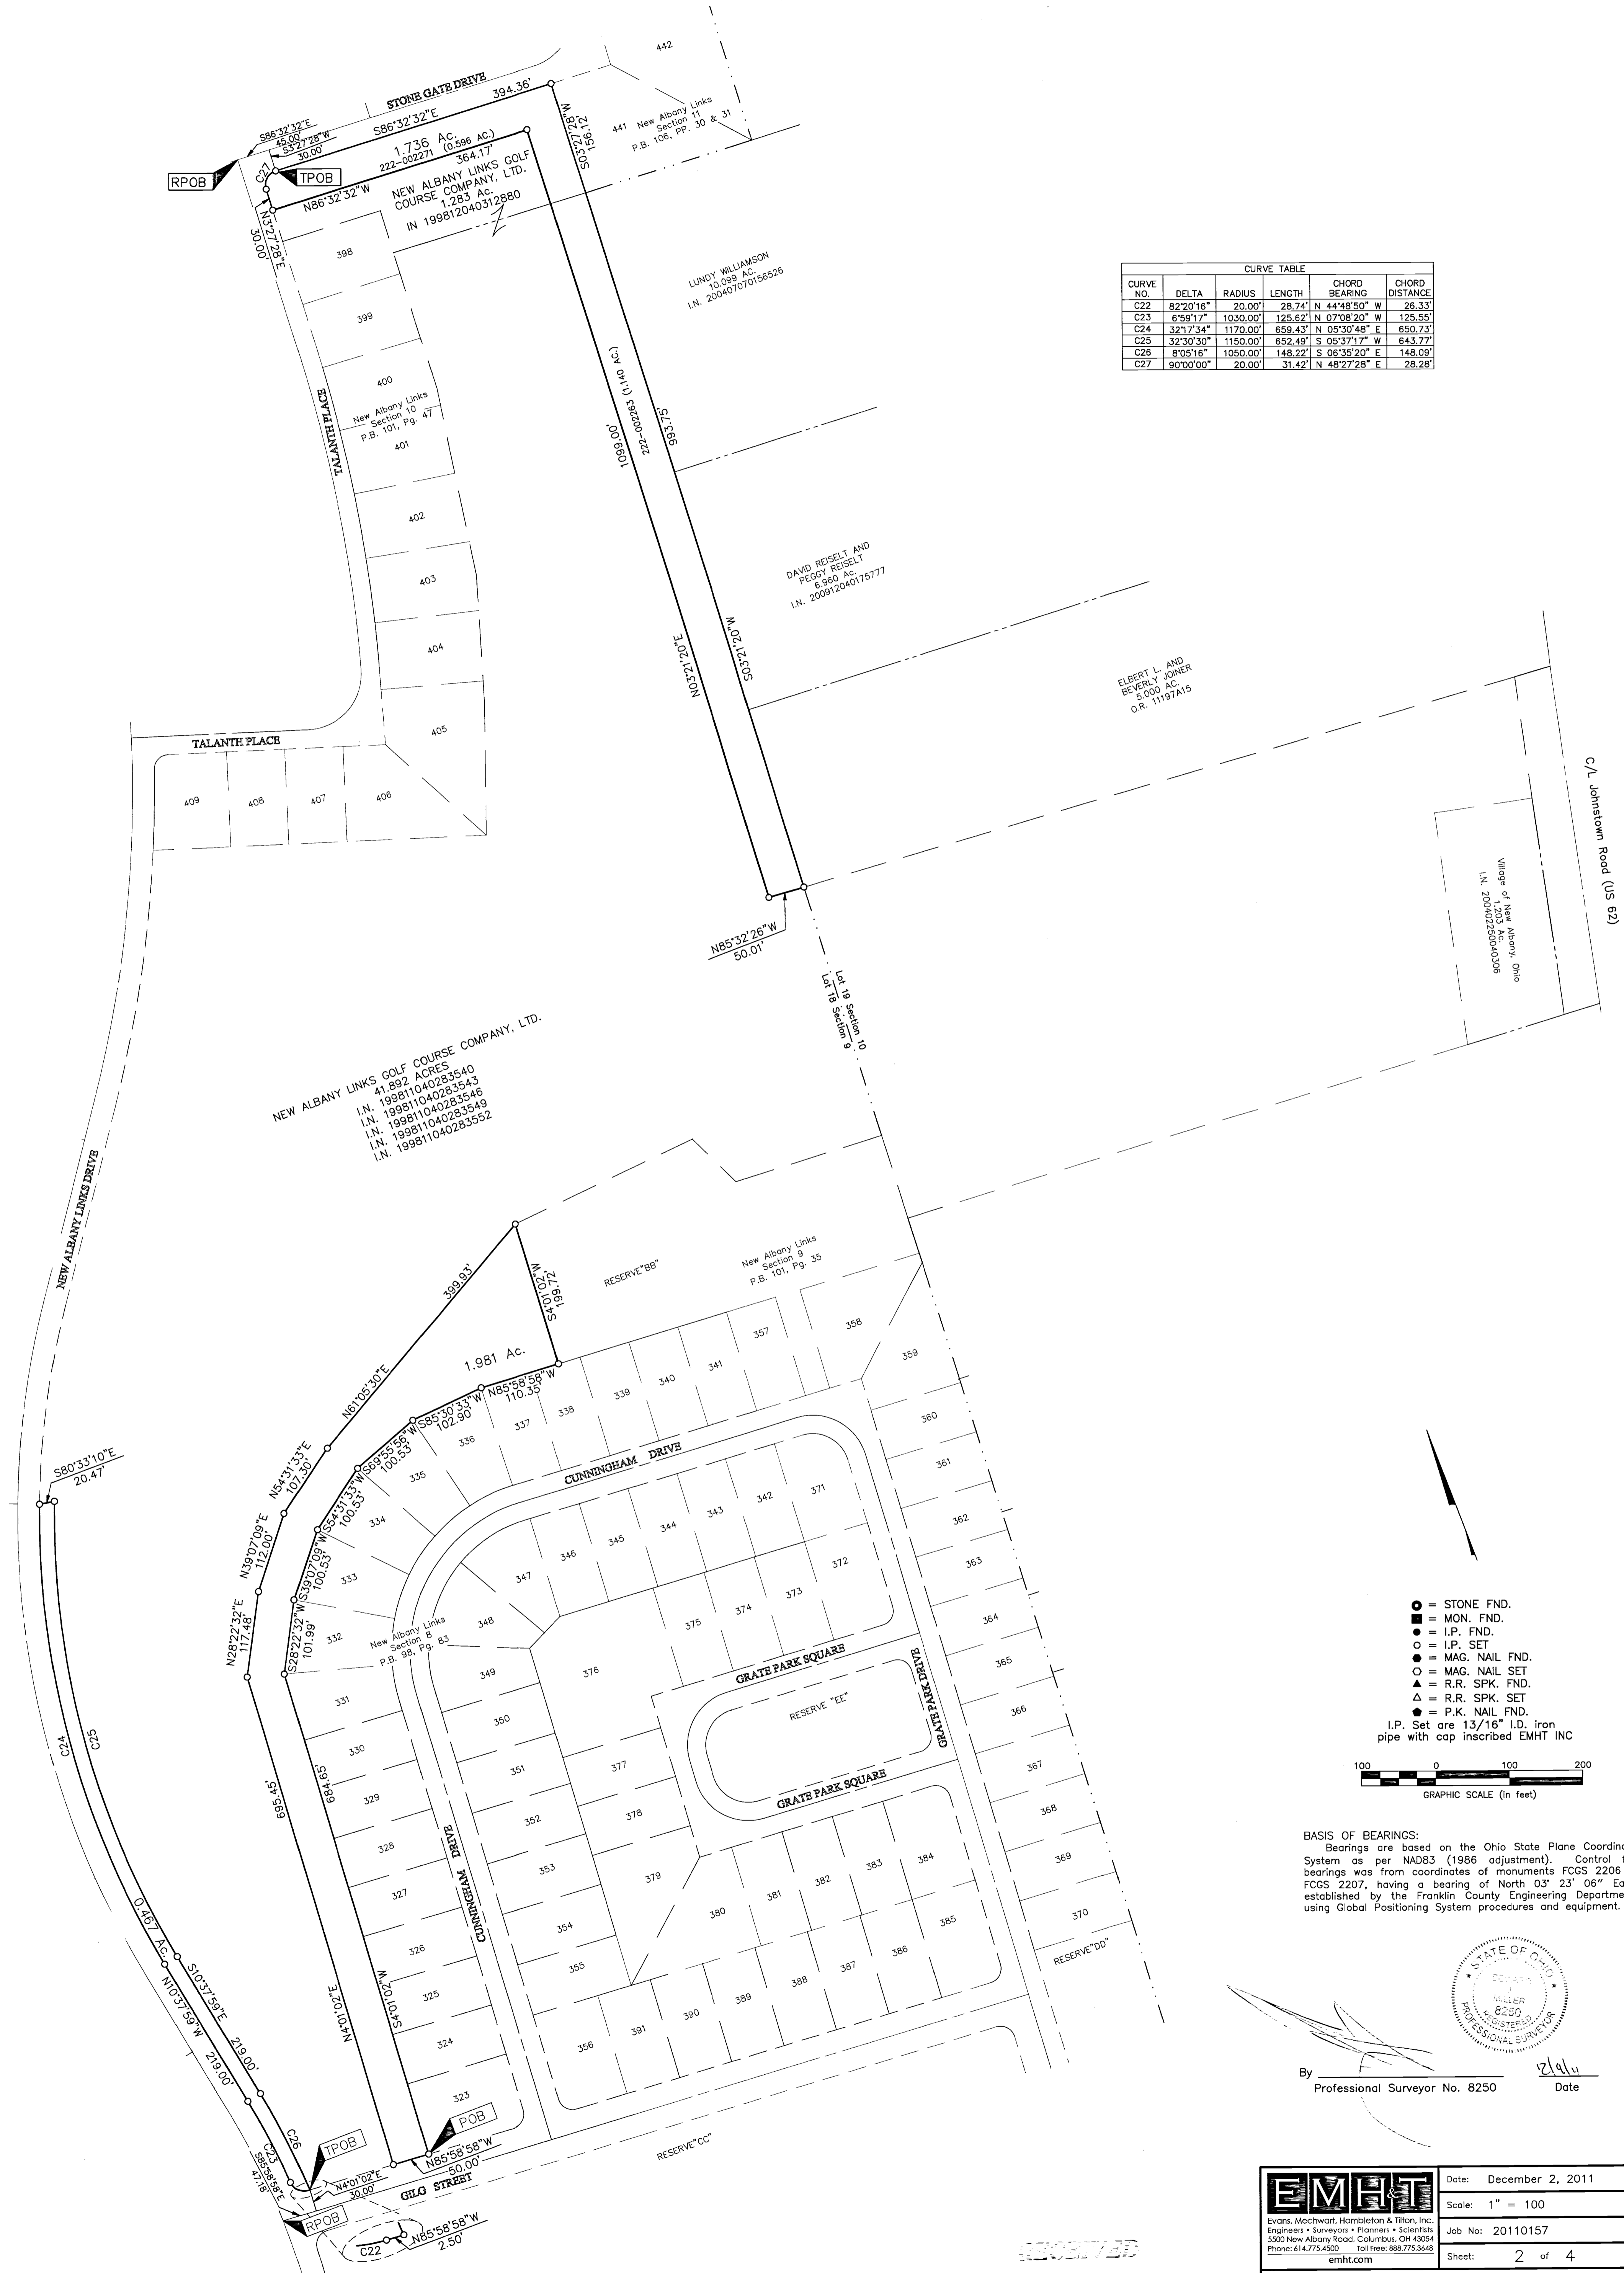 442
STONE GATE DRIVE
394.36'
S86°32'32"E
S86°32'32"E
45.00'
S3°27'28"W
30.00'
RPOB
TPOB
C27
1.736 Ac.
222-002271 (0.596 AC.)
364.17'
N86°32'32"W
NEW ALBANY LINKS GOLF
COURSE COMPANY, LTD.
1.283 Ac.
IN 199812040312880
S03°27'28"W
156.12'
441
New Albany Links
Section 11
P.B. 106, PP. 30 & 31
N3°27'28"E
30.00'
398
399
400
New Albany Links
Section 10
P.B. 101, Pg. 47
401
402
403
404
405
TALANTH PLACE
TALANTH PLACE
409
408
407
406
LUNDY WILLIAMSON
10.099 AC.
I.N. 200407070156526
1099.00'
222-002263 (1.140 AC.)
993.75'
N03°21'20"E
S03°21'20"W
DAVID REISELT AND
PEGGY REISELT
6.960 Ac.
I.N. 200912040175777
ELBERT L. AND
BEVERLY JOINER
5.000 AC.
O.R. 11197A15
CURVE TABLE
CURVE NO. DELTA RADIUS LENGTH CHORD BEARING CHORD DISTANCE
C22 82°20'16" 20.00' 28.74' N 44°48'50" W 26.33'
C23 6°59'17" 1030.00' 125.62' N 07°08'20" W 125.55'
C24 32°17'34" 1170.00' 659.43' N 05°30'48" E 650.73'
C25 32°30'30" 1150.00' 652.49' S 05°37'17" W 643.77'
C26 8°05'16" 1050.00' 148.22' S 06°35'20" E 148.09'
C27 90°00'00" 20.00' 31.42' N 48°27'28" E 28.28'
C/L Johnstown Road (US 62)
Village of New Albany, Ohio
1.203 Ac.
I.N. 200402250040306
N85°32'26"W
50.01'
Lot 19 Section 10
Lot 18 Section 9
NEW ALBANY LINKS GOLF COURSE COMPANY, LTD.
41.892 ACRES
I.N. 199811040283540
I.N. 199811040283543
I.N. 199811040283546
I.N. 199811040283549
I.N. 199811040283552
NEW ALBANY LINKS DRIVE
399.93'
N61°05'30"E
S4°01'02"W
199.72'
RESERVE"BB"
New Albany Links
Section 9
P.B. 101, Pg. 35
1.981 Ac.
N85°58'58"W
110.35'
S85°30'33"W
102.90'
S69°55'56"W
100.53'
S54°31'33"W
100.53'
S39°07'09"W
100.53'
S28°22'32"W
101.99'
N54°31'33"E
107.30'
N39°07'09"E
112.00'
N28°22'32"E
117.48'
S80°33'10"E
20.47'
357
358
359
341
340
339
338
337
336
335
334
333
332
New Albany Links
Section 8
P.B. 98, Pg. 83
CUNNINGHAM DRIVE
360
361
362
363
364
365
366
367
368
369
370
371
342
343
344
345
346
347
348
349
350
351
352
353
354
355
356
372
373
374
375
376
377
378
379
380
381
382
383
384
385
386
387
388
389
390
391
GRATE PARK SQUARE
RESERVE "EE"
GRATE PARK SQUARE
GRATE PARK DRIVE
GRATE PARK DRIVE
RESERVE"DD"
331
330
329
328
327
326
325
324
323
CUNNINGHAM DRIVE
695.45'
684.65'
N4°01'02"E
S4°01'02"W
C24
C25
0.467 Ac.
S10°37'59"E
219.00'
N10°37'59"W
219.00'
C26
C23
S85°58'58"E
47.18'
TPOB
POB
N4°01'02"E
30.00'
N85°58'58"W
50.00'
GILG STREET
RESERVE"CC"
RPOB
C22
N85°58'58"W
2.50'
= STONE FND.
= MON. FND.
= I.P. FND.
= I.P. SET
= MAG. NAIL FND.
= MAG. NAIL SET
= R.R. SPK. FND.
= R.R. SPK. SET
= P.K. NAIL FND.
I.P. Set are 13/16" I.D. iron
pipe with cap inscribed EMHT INC
100 0 100 200
GRAPHIC SCALE (in feet)
BASIS OF BEARINGS:
Bearings are based on the Ohio State Plane Coordina
System as per NAD83 (1986 adjustment). Control f
bearings was from coordinates of monuments FCGS 2206
FCGS 2207, having a bearing of North 03° 23' 06" Ea
established by the Franklin County Engineering Departme
using Global Positioning System procedures and equipment.
STATE OF OHIO
MILLER
8250
REGISTERED
PROFESSIONAL SURVEYOR
By
12/9/11
Professional Surveyor No. 8250
Date
RECEIVED
EMH&T
Evans, Mechwart, Hambleton & Tilton, Inc.
Engineers • Surveyors • Planners • Scientists
5500 New Albany Road, Columbus, OH 43054
Phone: 614.775.4500 Toll Free: 888.775.3648
emht.com
Date: December 2, 2011
Scale: 1" = 100
Job No: 20110157
Sheet: 2 of 4